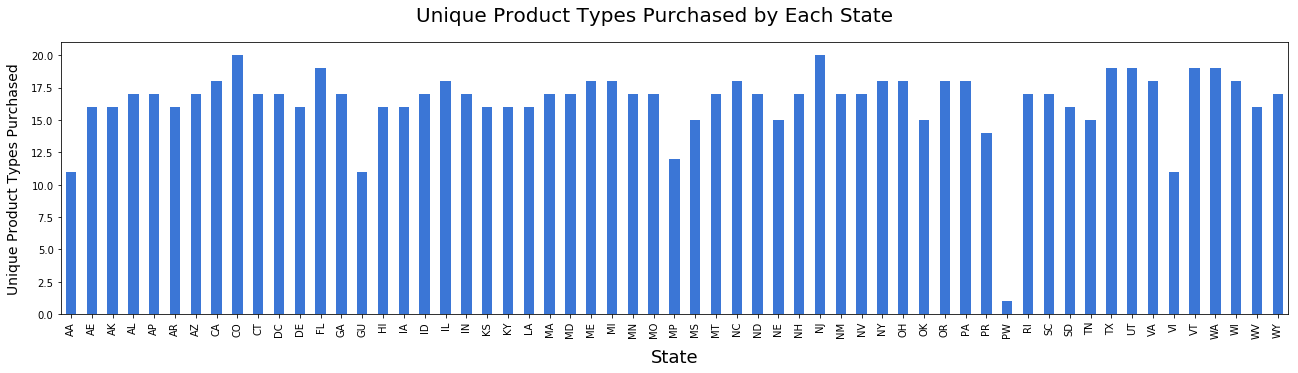 Unique Product Types Purchased by Each State
Unique Product Types Purchased
20.0
17.5
15.0
12.5
10.0
7.5
5.0
2.5
0.0
AA AE AK AL AP AR AZ CA CO CT DC DE FL GA GU HI IA ID IL IN KS KY LA MA MD ME MI MN MO MP MS MT NC ND NE NH NJ NM NV NY OH OK OR PA PR PW RI SC SD TN TX UT VA VI VT WA WI WV WY
State